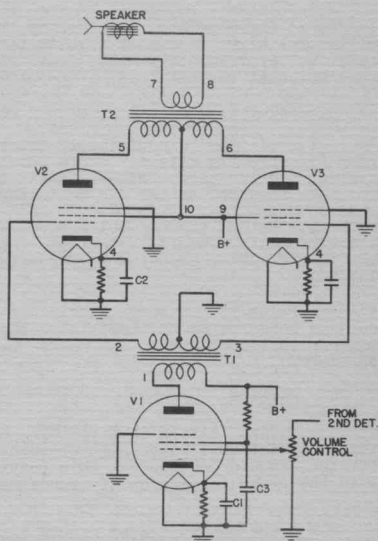 SPEAKER
7 8
T2
5 6
V2 V3
10 9
B+
4 4
C2
2 3
T1
1
V1 B+
FROM
2ND DET.
VOLUME
CONTROL
C3
C1